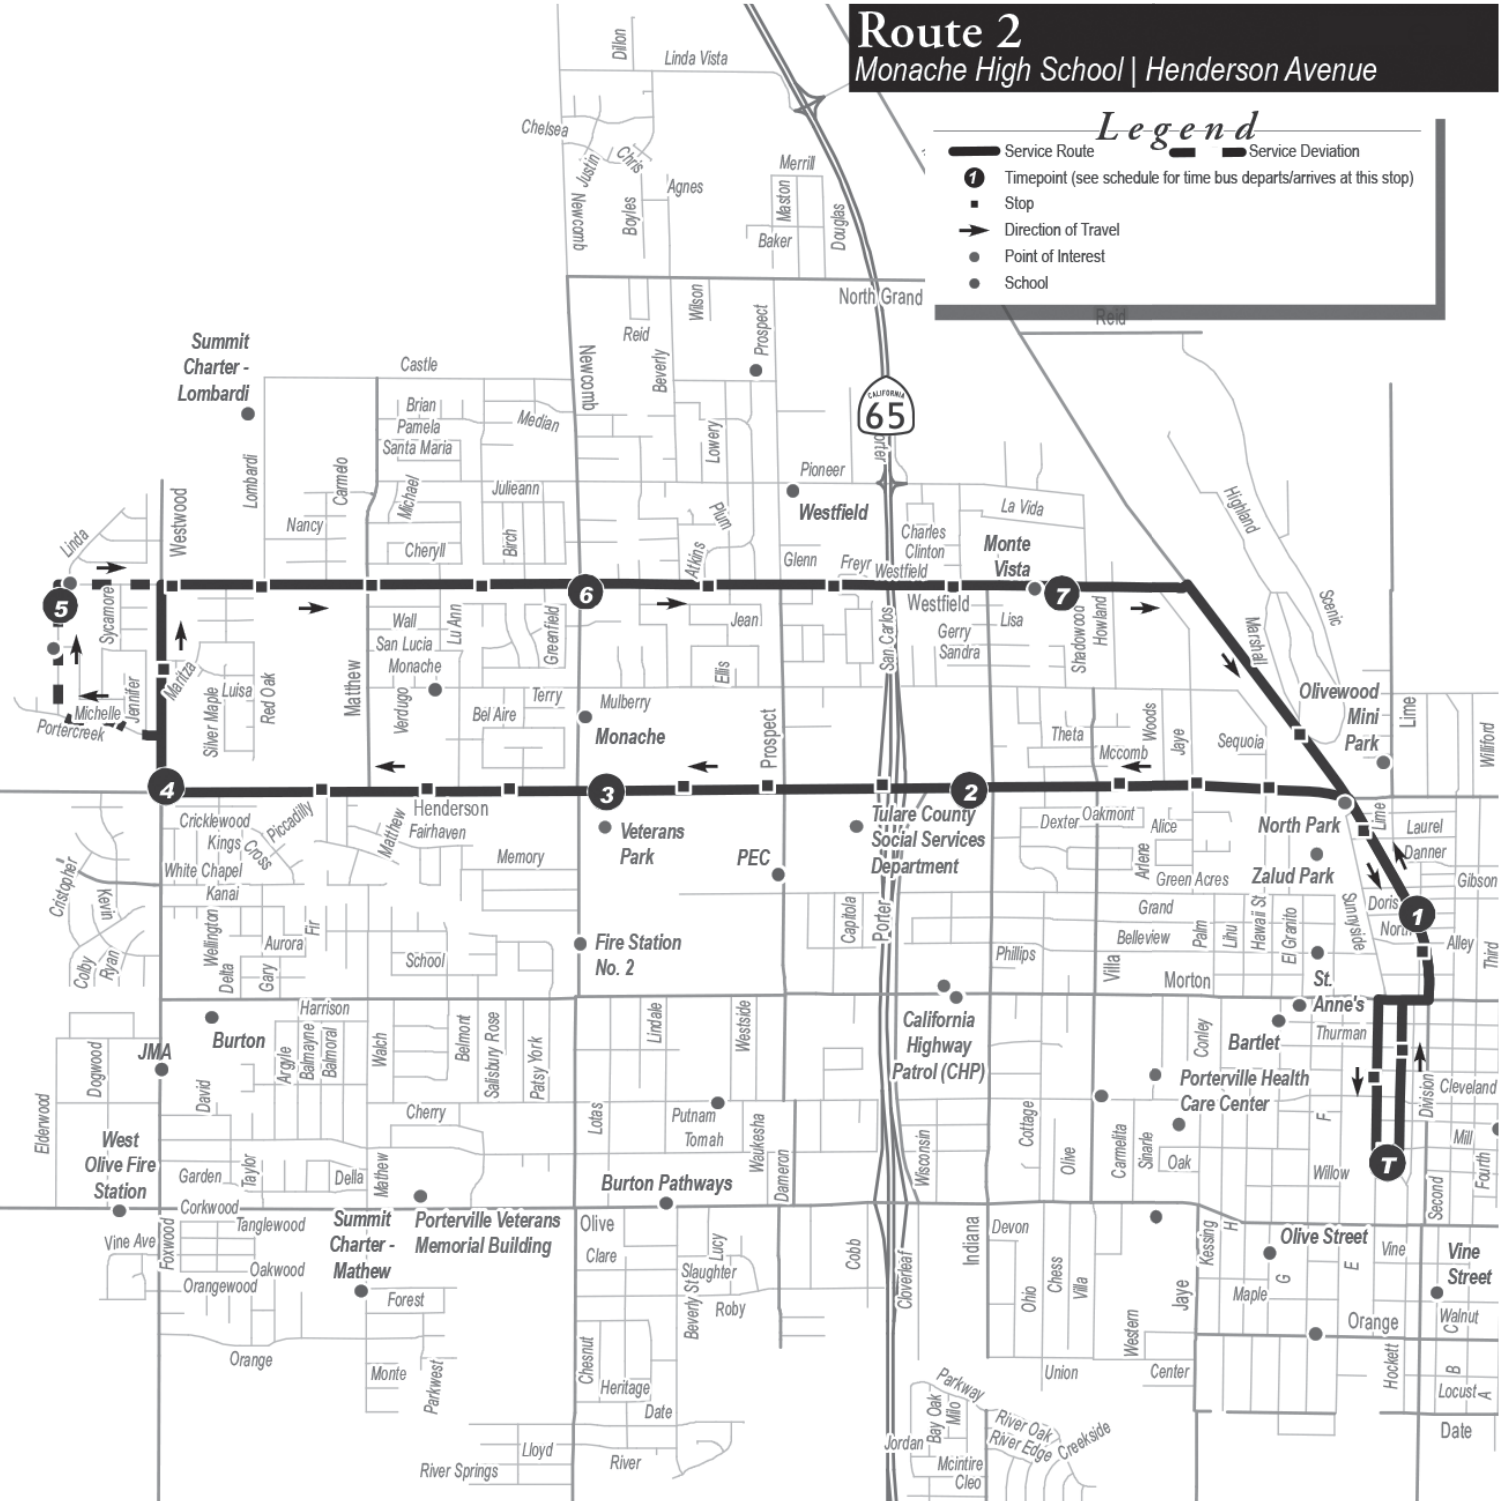 Route 2
Monache High School | Henderson Avenue
Legend
Service Route
Service Deviation
1
Timepoint (see schedule for time bus departs/arrives at this stop)
Stop
Direction of Travel
Point of Interest
School
Dillon
Linda Vista
Chelsea
Justin
Chris
Newcomb
Boyles
Agnes
Merrill
Maston
Baker
Douglas
North Grand
Reid
Wilson
Reid
Prospect
Newcomb
Beverly
Summit
Charter -
Lombardi
Castle
CALIFORNIA
65
Brian
Pamela
Santa Maria
Median
Lowery
Lombardi
Carmelo
Michael
Julieann
Pioneer
Westfield
La Vida
Highland
Westwood
Nancy
Cheryll
Birch
Plum
Atkins
Glenn
Freyr
Charles
Clinton
Westfield
Monte
Vista
Linda
5
6
7
Westfield
Sycamore
Wall
San Lucia
Monache
Lu Ann
Greenfield
Jean
San Carlos
Gerry
Sandra
Lisa
Shadowood
Howland
Scenic
Marshall
Maritza
Jennifer
Michelle
Portercreek
Silver Maple
Luisa
Red Oak
Matthew
Verdugo
Terry
Bel Aire
Mulberry
Monache
Ellis
Prospect
Theta
Mccomb
Woods
Jaye
Sequoia
Olivewood
Mini
Park
Lime
Williford
4
3
2
Henderson
Cricklewood
Kings
Cross
Piccadilly
White Chapel
Kanai
Matthew
Fairhaven
Memory
Veterans
Park
PEC
Tulare County
Social Services
Department
Dexter
Oakmont
Alice
Arlene
Green Acres
North Park
Zalud Park
Lime
Laurel
Danner
Gibson
Cristopher
Kevin
Colby
Ryan
Wellington
Delta
Gary
Aurora
Fir
School
Fire Station
No. 2
Capitola
Porter
Phillips
Grand
Belleview
Villa
Morton
Palm
Lihu
Hawaii St
El Granito
Sunnyside
Doris
North
1
Alley
Third
St.
Anne's
Harrison
Burton
JMA
Dogwood
Elderwood
David
Argyle
Balmayne
Balmoral
Walch
Belmont
Salisbury Rose
Patsy York
Lindale
Westside
California
Highway
Patrol (CHP)
Conley
Bartlet
Thurman
Porterville Health
Care Center
Division
Cleveland
West
Olive Fire
Station
Garden
Taylor
Della
Mathew
Cherry
Lotas
Putnam
Tomah
Waukesha
Dameron
Wisconsin
Cottage
Olive
Carmelita
Sinarle
Oak
F
Willow
T
Mill
Fourth
Second
Burton Pathways
Corkwood
Tanglewood
Vine Ave
Foxwood
Oakwood
Orangewood
Summit
Charter -
Mathew
Porterville Veterans
Memorial Building
Olive
Clare
Lucy
Slaughter
Beverly St
Roby
Cobb
Cloverleaf
Indiana
Devon
Ohio
Chess
Villa
Western
Jaye
Kessing
H
Olive Street
G
E
Vine
Vine
Street
Maple
Orange
Walnut
C
Forest
Orange
Monte
Parkwest
Chesnut
Heritage
Date
Union
Center
Hockett
B
Locust
A
Date
Parkway
Bay Oak
Milo
River Oak
River Edge
Creekside
Jordan
Mcintire
Cleo
Lloyd
River Springs
River